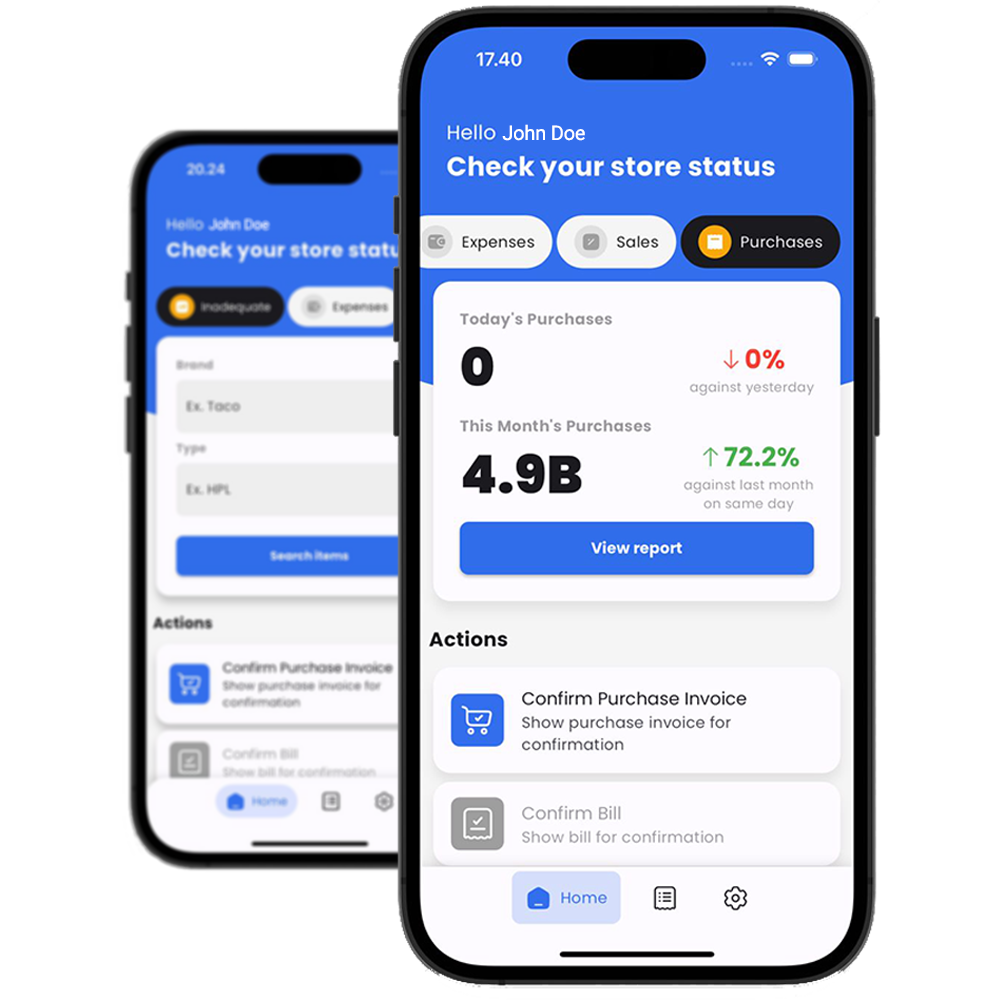 20.24
Hello John Doe
Check your store statu
Inadequate
Expenses
Brand
Ex. Taco
Type
Ex. HPL
Search items
Actions
Confirm Purchase Invoice
Show purchase invoice for
confirmation
Confirm Bill
Show bill for confirmation
Home
17.40
Hello John Doe
Check your store status
Expenses
Sales
Purchases
Today's Purchases
0
↓ 0%
against yesterday
This Month's Purchases
4.9B
↑ 72.2%
against last month
on same day
View report
Actions
Confirm Purchase Invoice
Show purchase invoice for
confirmation
Confirm Bill
Show bill for confirmation
Home